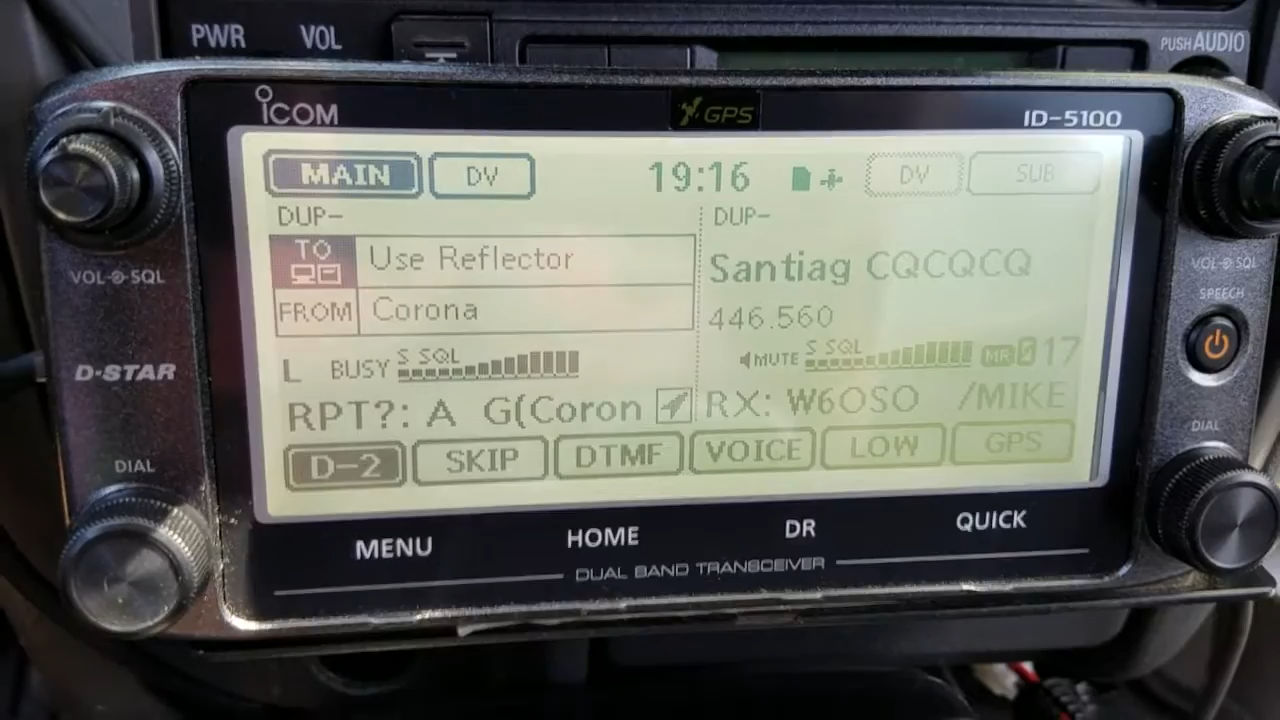 PWR VOL
PUSH AUDIO
ICOM GPS ID-5100
MAIN DV 19:16 DV SUB
DUP- DUP-
TO Use Reflector
Santiag CQCQCQ
FROM Corona
446.560
L BUSY S SQL
MUTE S SQL MR 017
RPT?: A G(Coron RX: W6OSO /MIKE
D-2 SKIP DTMF VOICE LOW GPS
MENU HOME DR QUICK
DUAL BAND TRANSCEIVER
VOL SQL
D-STAR
DIAL
VOL SQL
SPEECH
DIAL